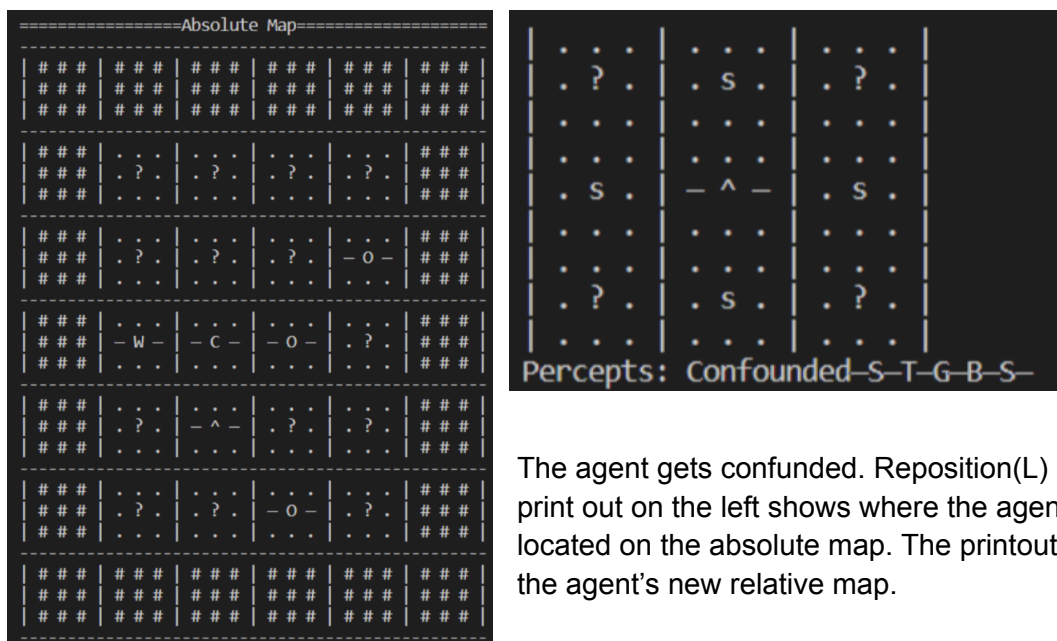 =================Absolute Map====================
-------------------------------------------------
| # # # | # # # | # # # | # # # | # # # | # # # |
| # # # | # # # | # # # | # # # | # # # | # # # |
| # # # | # # # | # # # | # # # | # # # | # # # |
-------------------------------------------------
| # # # | . . . | . . . | . . . | . . . | # # # |
| # # # | . ? . | . ? . | . ? . | . ? . | # # # |
| # # # | . . . | . . . | . . . | . . . | # # # |
-------------------------------------------------
| # # # | . . . | . . . | . . . | . . . | # # # |
| # # # | . ? . | . ? . | . ? . | – O – | # # # |
| # # # | . . . | . . . | . . . | . . . | # # # |
-------------------------------------------------
| # # # | . . . | . . . | . . . | . . . | # # # |
| # # # | – W – | – C – | – O – | . ? . | # # # |
| # # # | . . . | . . . | . . . | . . . | # # # |
-------------------------------------------------
| # # # | . . . | . . . | . . . | . . . | # # # |
| # # # | . ? . | – ^ – | . ? . | . ? . | # # # |
| # # # | . . . | . . . | . . . | . . . | # # # |
-------------------------------------------------
| # # # | . . . | . . . | . . . | . . . | # # # |
| # # # | . ? . | . ? . | – O – | . ? . | # # # |
| # # # | . . . | . . . | . . . | . . . | # # # |
-------------------------------------------------
| # # # | # # # | # # # | # # # | # # # | # # # |
| # # # | # # # | # # # | # # # | # # # | # # # |
| # # # | # # # | # # # | # # # | # # # | # # # |
-------------------------------------------------
| . . . | . . . | . . . |
| . ? . | . s . | . ? . |
| . . . | . . . | . . . |
| . . . | . . . | . . . |
| . s . | – ^ – | . s . |
| . . . | . . . | . . . |
| . . . | . . . | . . . |
| . ? . | . s . | . ? . |
| . . . | . . . | . . . |
Percepts: Confounded–S–T–G–B–S–
The agent gets confunded. Reposition(L)
print out on the left shows where the agen
located on the absolute map. The printout
the agent's new relative map.